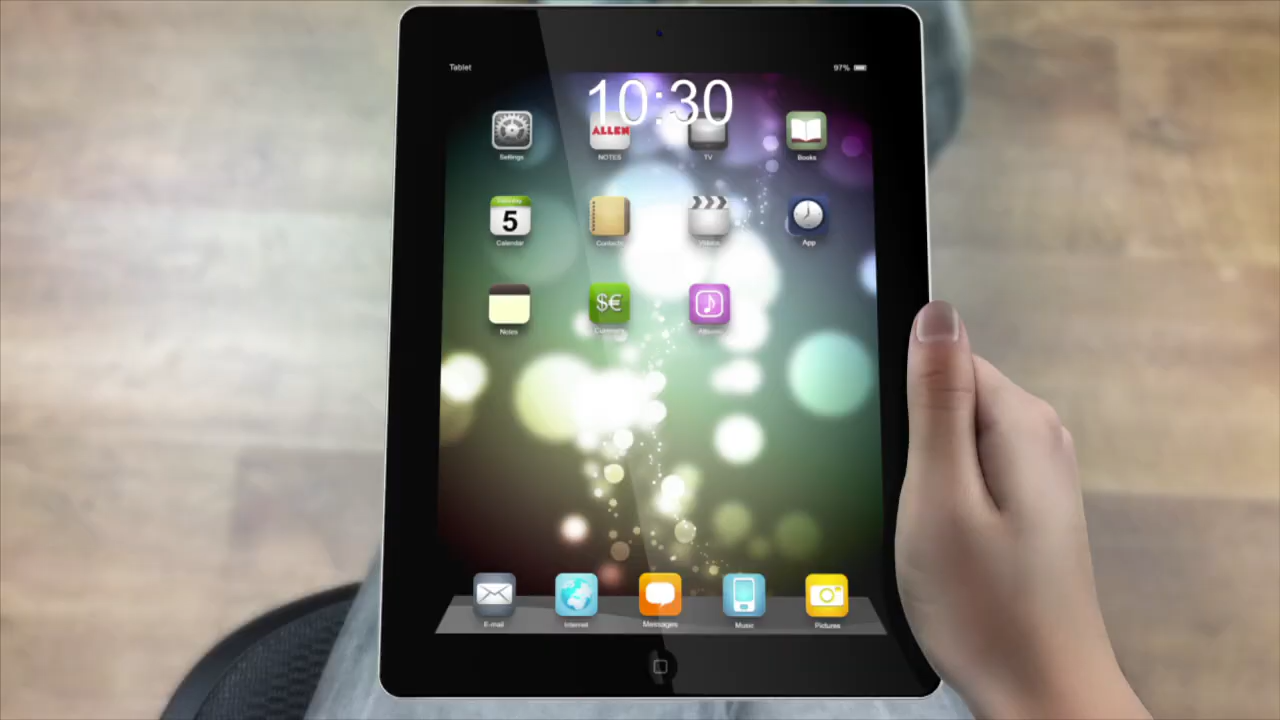 Tablet
97%
10:30
ALLEN
Settings
NOTES
TV
Books
Saturday
5
Calendar
Contacts
Videos
App
$€
Notes
Currency
Albums
E-mail
Internet
Messages
Music
Pictures